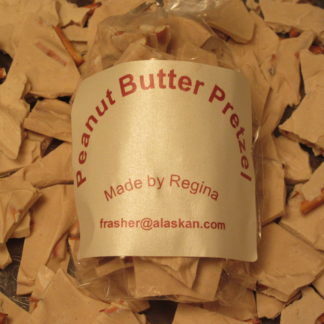 Peanut Butter Pretzel
Made by Regina
frasher@alaskan.com